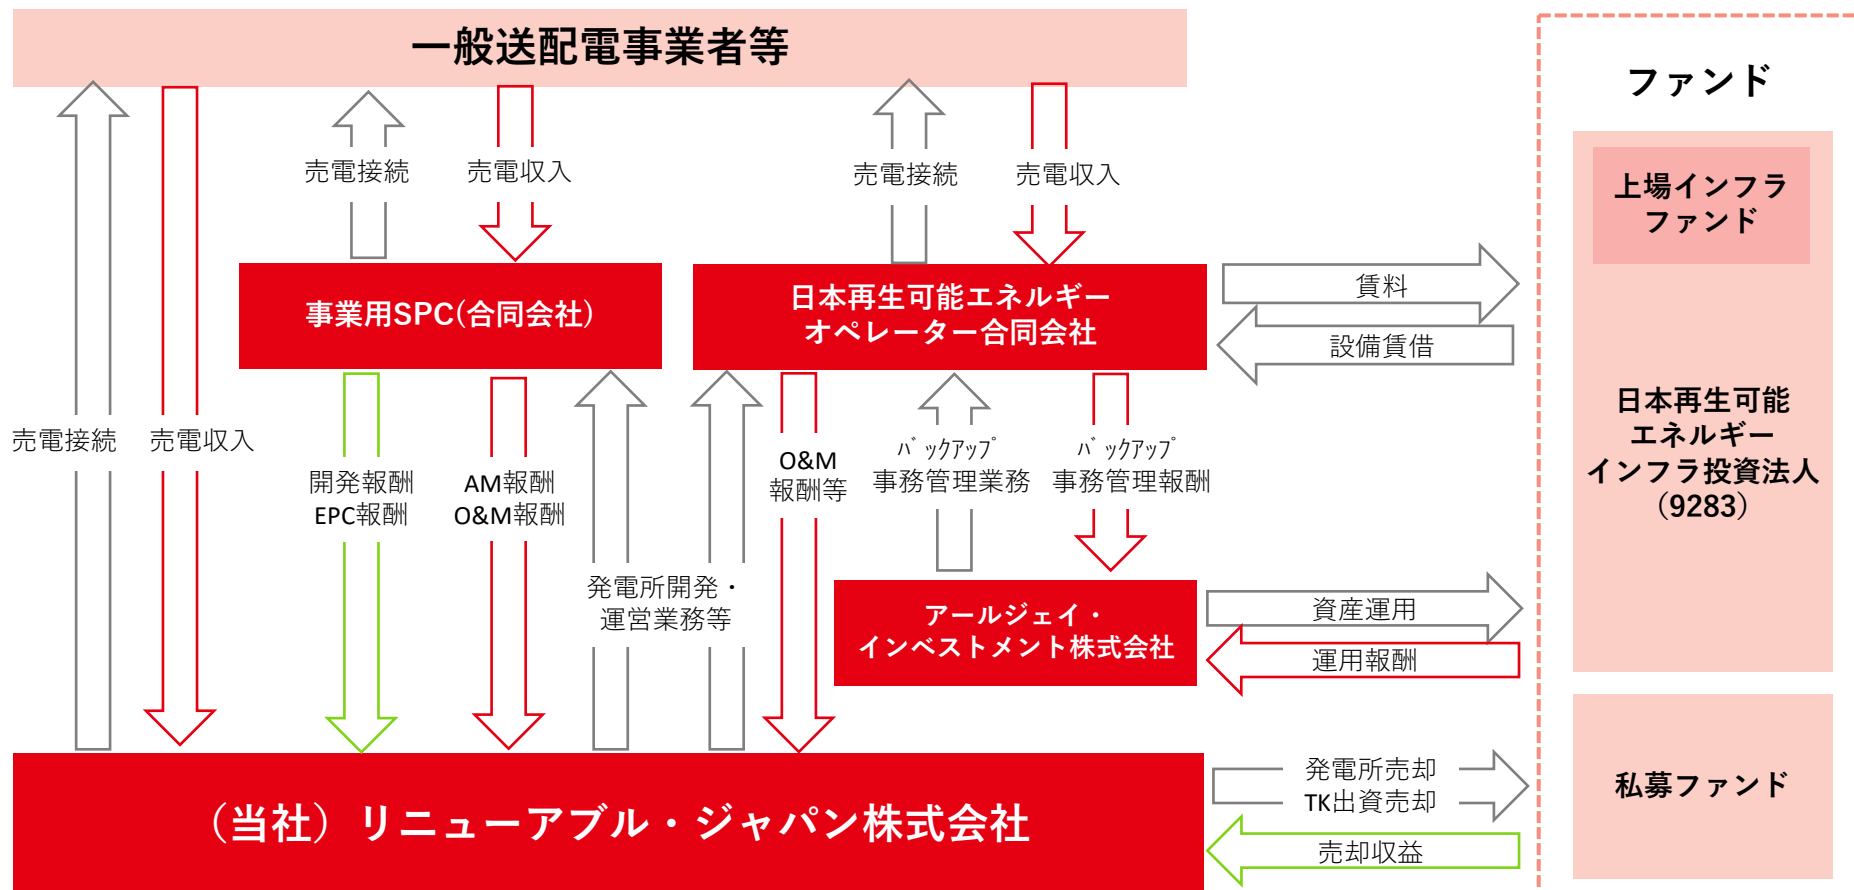 一般送配電事業者等
ファンド
上場インフラ
ファンド
売電接続
売電収入
売電接続
売電収入
事業用SPC(合同会社)
日本再生可能エネルギー
オペレーター合同会社
賃料
設備賃借
日本再生可能
エネルギー
インフラ投資法人
（9283）
売電接続
売電収入
開発報酬
EPC報酬
AM報酬
O&M報酬
O&M
報酬等
ﾊﾞｯｸｱｯﾌﾟ
事務管理業務
ﾊﾞｯｸｱｯﾌﾟ
事務管理報酬
発電所開発・
運営業務等
アールジェイ・
インベストメント株式会社
資産運用
運用報酬
（当社）リニューアブル・ジャパン株式会社
発電所売却
TK出資売却
売却収益
私募ファンド